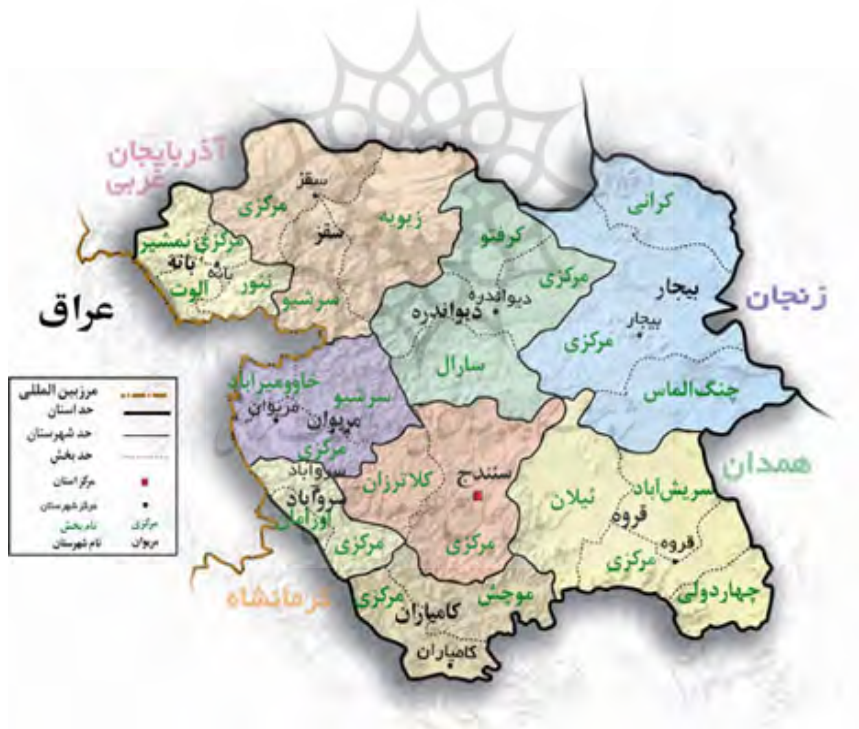 آذربایجان
غربی
سقز
مرکزی
زیویه
سقز
سرشیو
کرانی
کرفتو
مرکزی
نمشیر
بانه
بانه
ننور
الوت
بیجار
بیجار
مرکزی
چنگ‌الماس
زنجان
مرکزی
دیواندره
دیواندره
سارال
عراق
خاوومیرآباد
سرشیو
مریوان
مریوان
مرکزی
مرزبین المللی
حد استان
حد شهرستان
حد بخش
مرکز استان
مرکز شهرستان
نام بخش
مرکزی
نام شهرستان
مریوان
سروآباد
سروآباد
اورامان
مرکزی
کلاترزان
سنندج
مرکزی
همدان
سریش‌آباد
ئیلان
قروه
قروه
مرکزی
چهاردولی
کرمانشاه
مرکزی
موچش
کامیاران
کامیاران